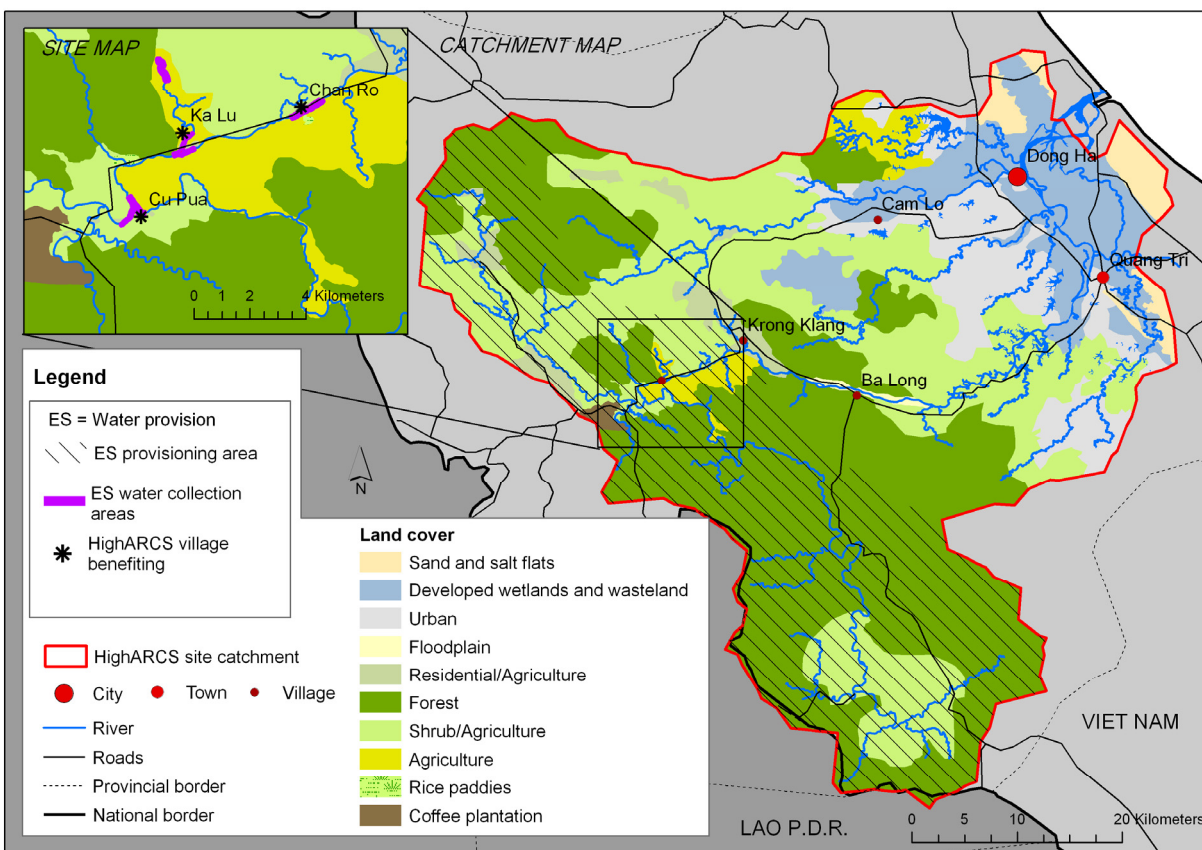 SITE MAP
Ka Lu
Chan Ro
Cu Pua
0 2 4 Kilometers
CATCHMENT MAP
Dong Ha
Cam Lo
Quang Tri
Krong Klang
Ba Long
N
VIET NAM
LAO P.D.R.
0 5 10 20 Kilometers
Legend
ES = Water provision
ES provisioning area
ES water collection
areas
HighARCS village
benefiting
HighARCS site catchment
City Town Village
River
Roads
Provincial border
National border
Land cover
Sand and salt flats
Developed wetlands and wasteland
Urban
Floodplain
Residential/Agriculture
Forest
Shrub/Agriculture
Agriculture
Rice paddies
Coffee plantation